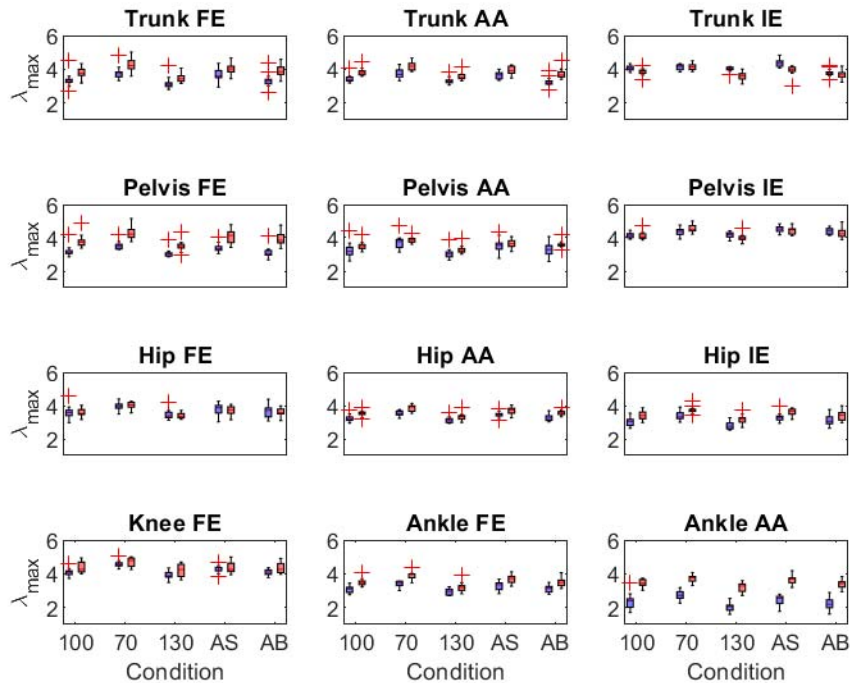 Trunk FE Trunk AA Trunk IE
6
4
2
λmax
Pelvis FE Pelvis AA Pelvis IE
6
4
2
λmax
Hip FE Hip AA Hip IE
6
4
2
λmax
Knee FE Ankle FE Ankle AA
6
4
2
λmax
100 70 130 AS AB 100 70 130 AS AB 100 70 130 AS AB
Condition Condition Condition